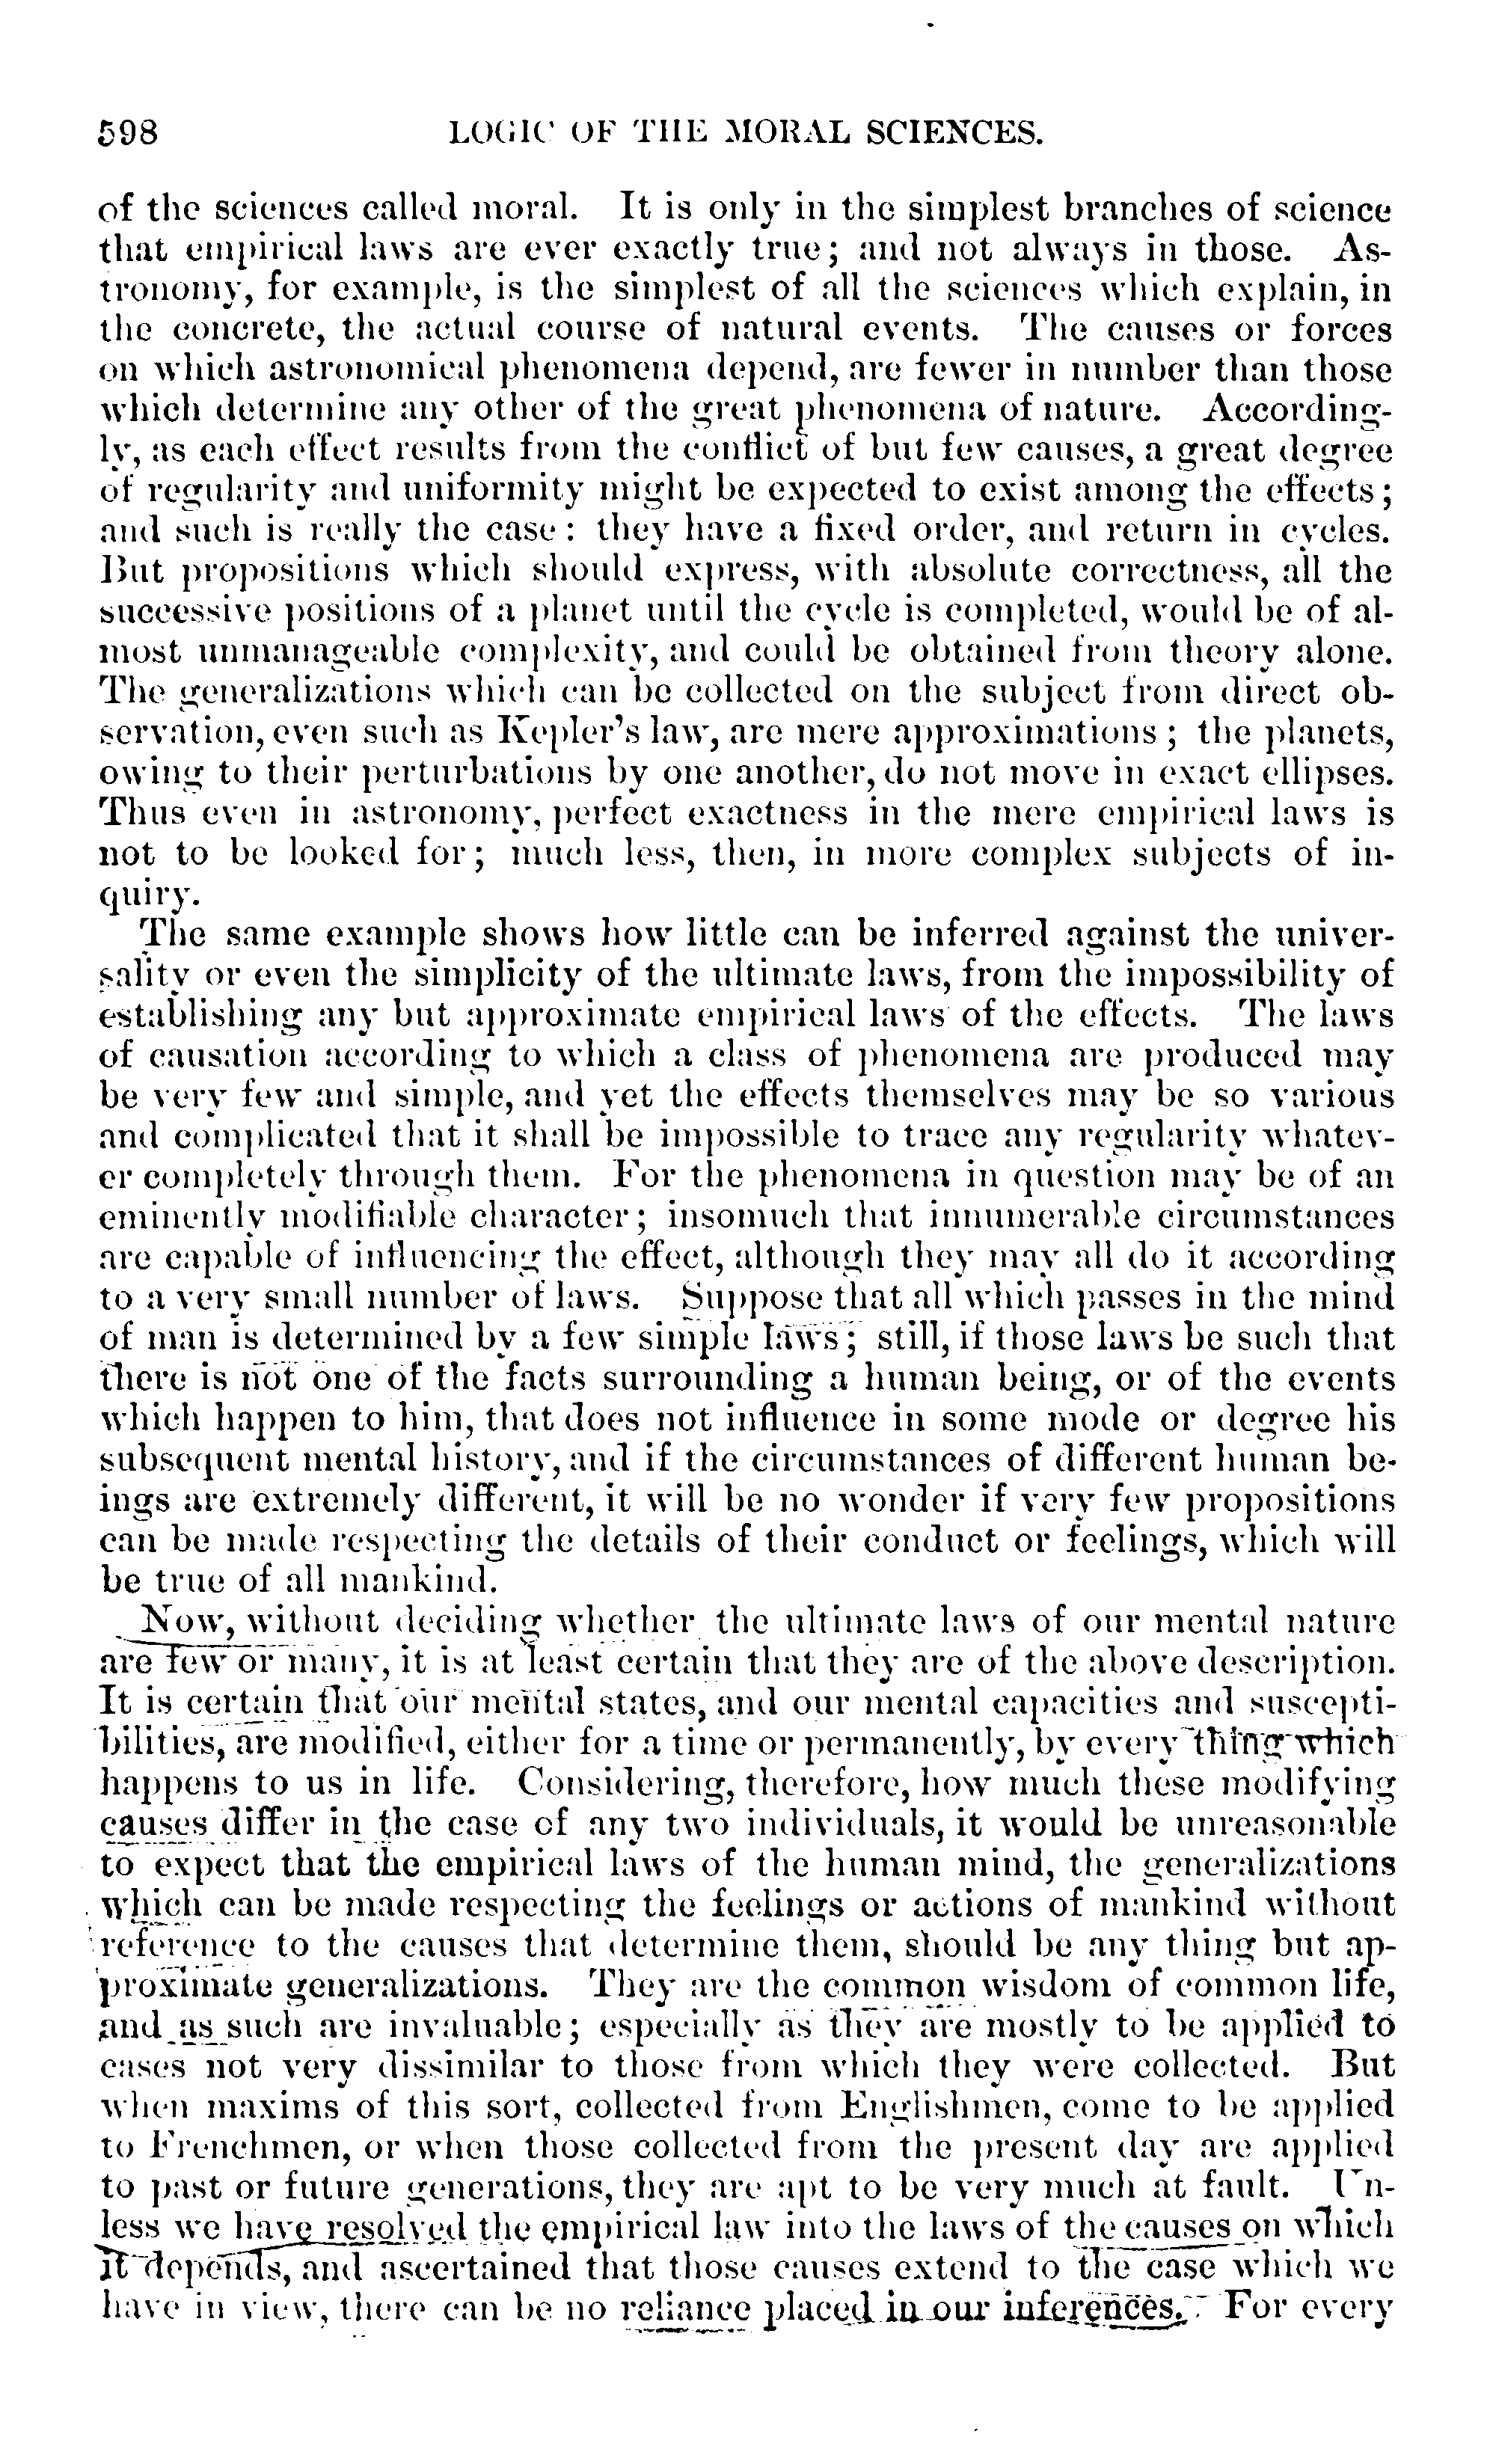 598 LOGIC OF THE MORAL SCIENCES.
of the sciences called moral. It is only in the simplest branches of science
that empirical laws are ever exactly true; and not always in those. As-
tronomy, for example, is the simplest of all the sciences which explain, in
the concrete, the actual course of natural events. The causes or forces
on which astronomical phenomena depend, are fewer in number than those
which determine any other of the great phenomena of nature. According-
ly, as each effect results from the conflict of but few causes, a great degree
of regularity and uniformity might be expected to exist among the effects;
and such is really the case: they have a fixed order, and return in cycles.
But propositions which should express, with absolute correctness, all the
successive positions of a planet until the cycle is completed, would be of al-
most unmanageable complexity, and could be obtained from theory alone.
The generalizations which can be collected on the subject from direct ob-
servation, even such as Kepler's law, are mere approximations; the planets,
owing to their perturbations by one another, do not move in exact ellipses.
Thus even in astronomy, perfect exactness in the mere empirical laws is
not to be looked for; much less, then, in more complex subjects of in-
quiry.
The same example shows how little can be inferred against the univer-
sality or even the simplicity of the ultimate laws, from the impossibility of
establishing any but approximate empirical laws of the effects. The laws
of causation according to which a class of phenomena are produced may
be very few and simple, and yet the effects themselves may be so various
and complicated that it shall be impossible to trace any regularity whatev-
er completely through them. For the phenomena in question may be of an
eminently modifiable character; insomuch that innumerable circumstances
are capable of influencing the effect, although they may all do it according
to a very small number of laws. Suppose that all which passes in the mind
of man is determined by a few simple laws; still, if those laws be such that
there is not one of the facts surrounding a human being, or of the events
which happen to him, that does not influence in some mode or degree his
subsequent mental history, and if the circumstances of different human be-
ings are extremely different, it will be no wonder if very few propositions
can be made respecting the details of their conduct or feelings, which will
be true of all mankind.
Now, without deciding whether the ultimate laws of our mental nature
are few or many, it is at least certain that they are of the above description.
It is certain that our mental states, and our mental capacities and suscepti-
bilities, are modified, either for a time or permanently, by every thing which
happens to us in life. Considering, therefore, how much these modifying
causes differ in the case of any two individuals, it would be unreasonable
to expect that the empirical laws of the human mind, the generalizations
which can be made respecting the feelings or actions of mankind without
reference to the causes that determine them, should be any thing but ap-
proximate generalizations. They are the common wisdom of common life,
and as such are invaluable; especially as they are mostly to be applied to
cases not very dissimilar to those from which they were collected. But
when maxims of this sort, collected from Englishmen, come to be applied
to Frenchmen, or when those collected from the present day are applied
to past or future generations, they are apt to be very much at fault. Un-
less we have resolved the empirical law into the laws of the causes on which
it depends, and ascertained that those causes extend to the case which we
have in view, there can be no reliance placed in our inferences. For every